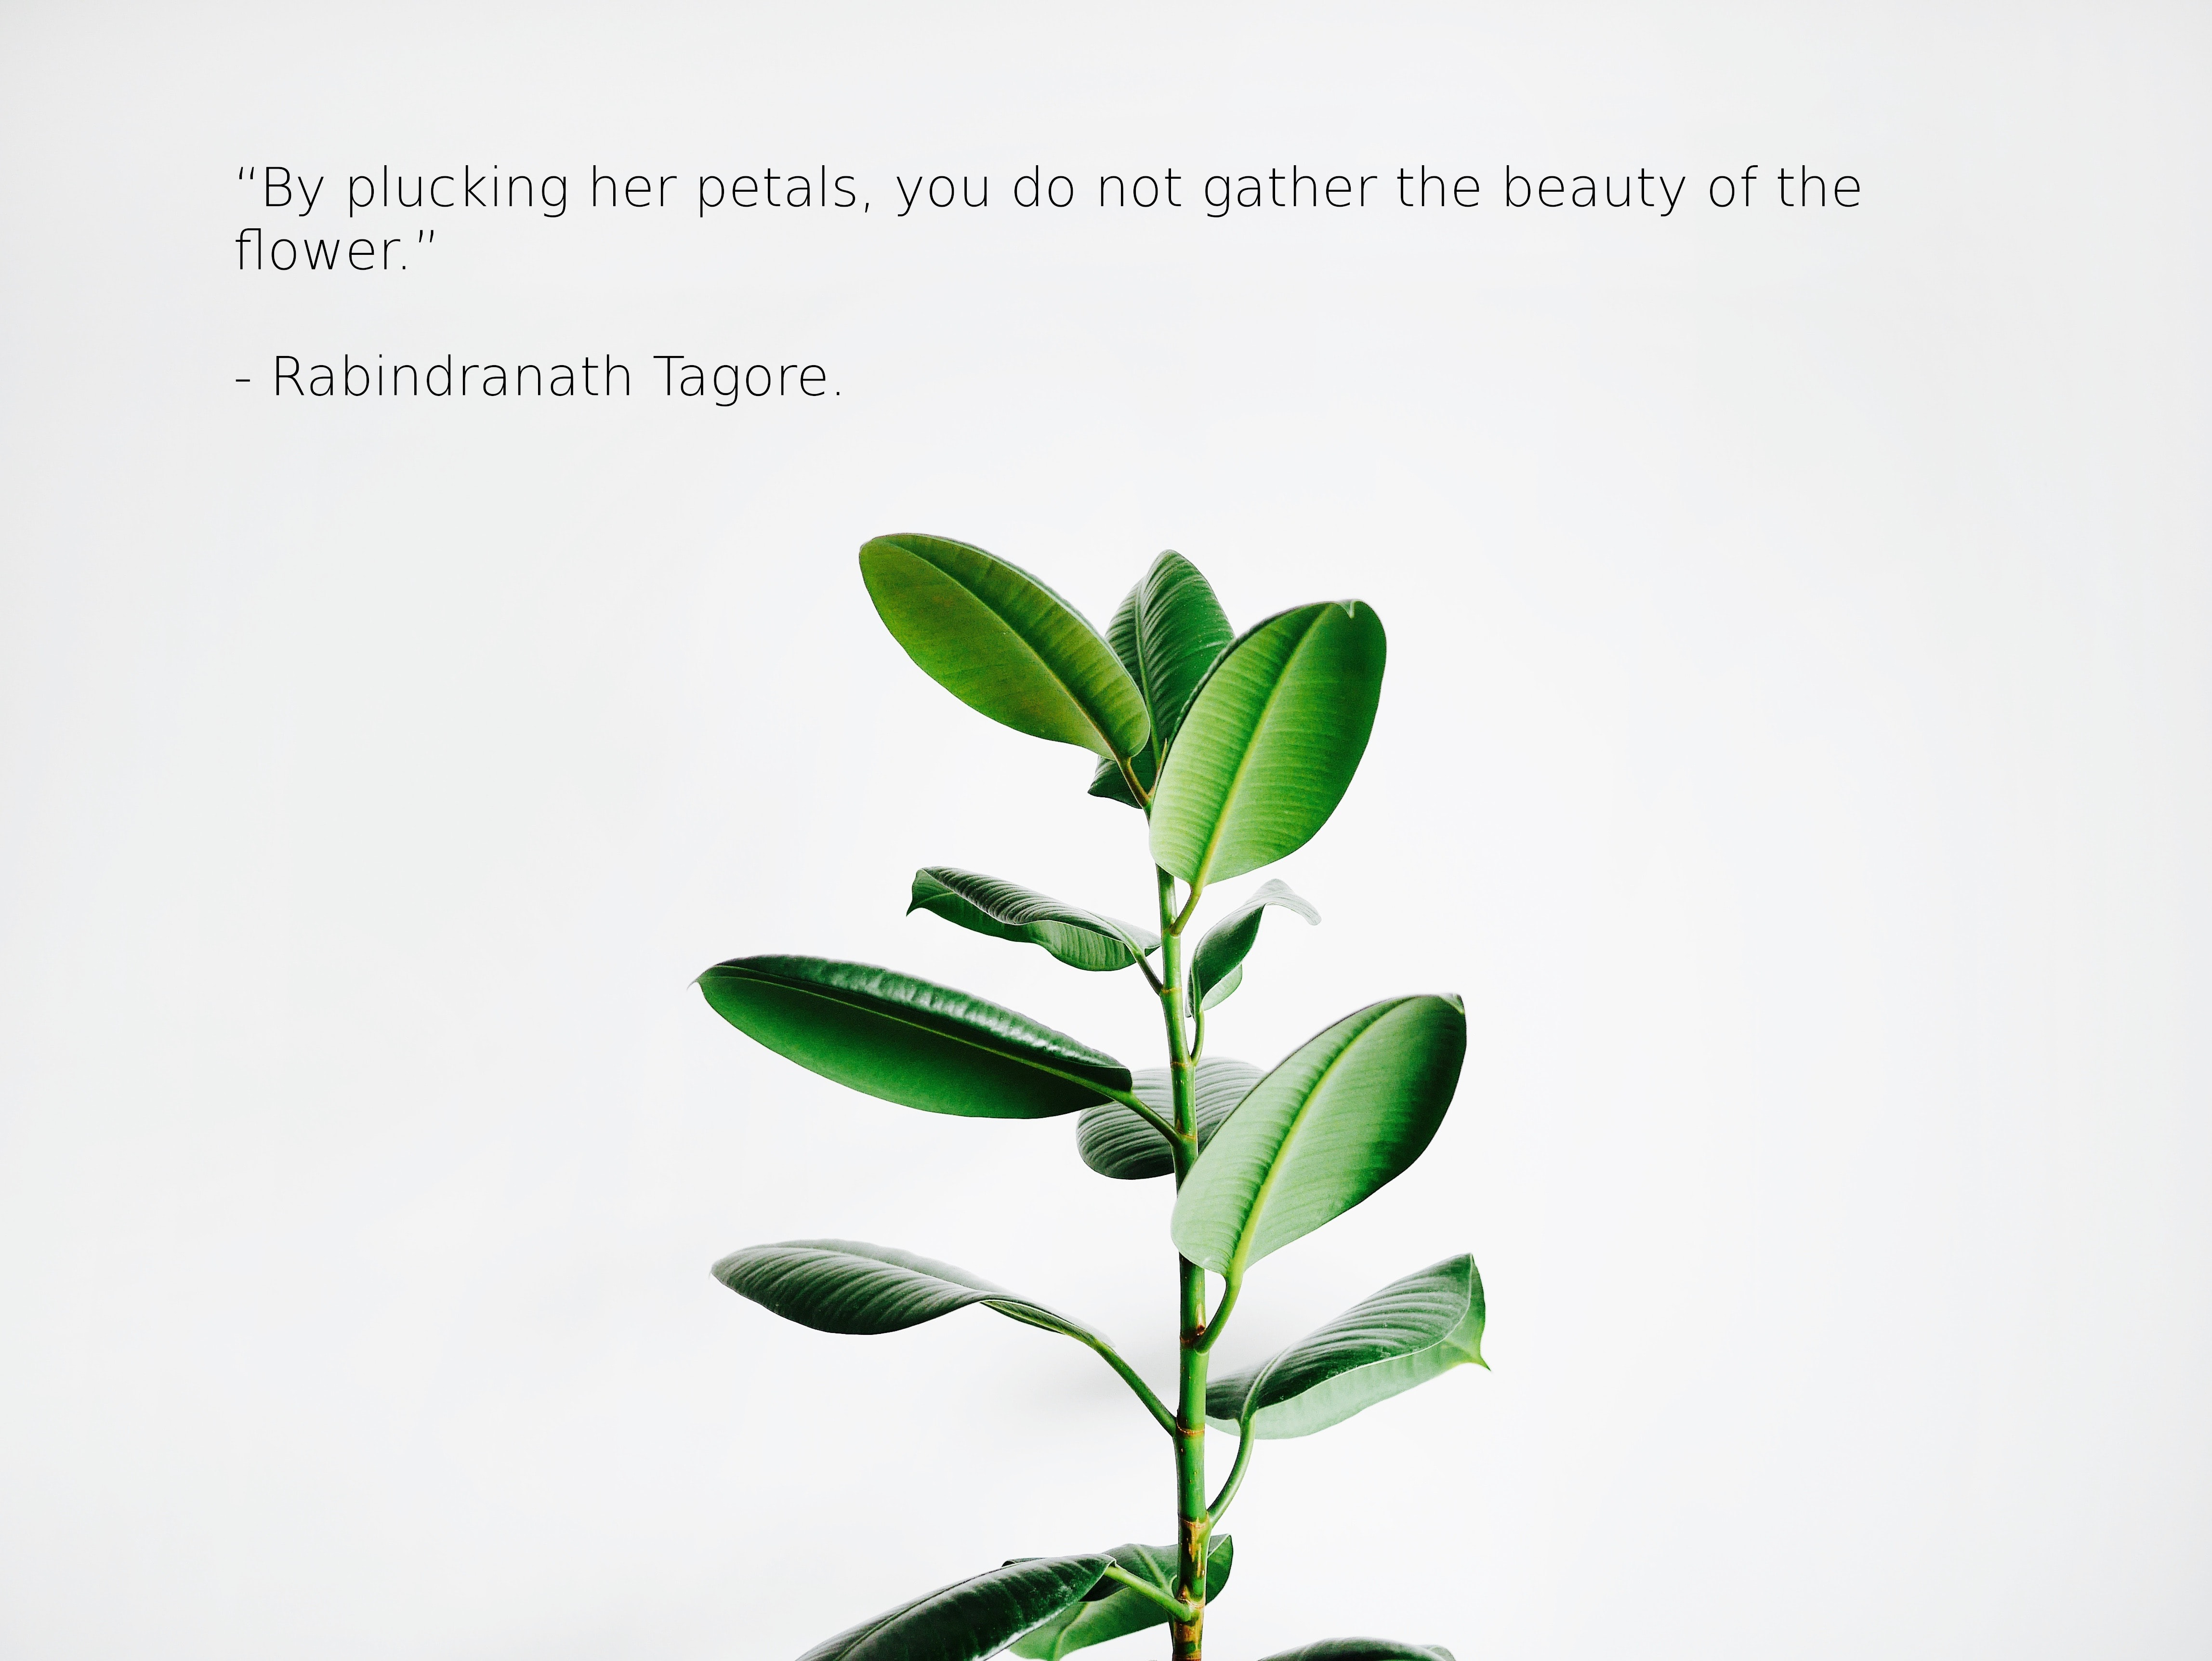 “By plucking her petals, you do not gather the beauty of the
flower.”
- Rabindranath Tagore.